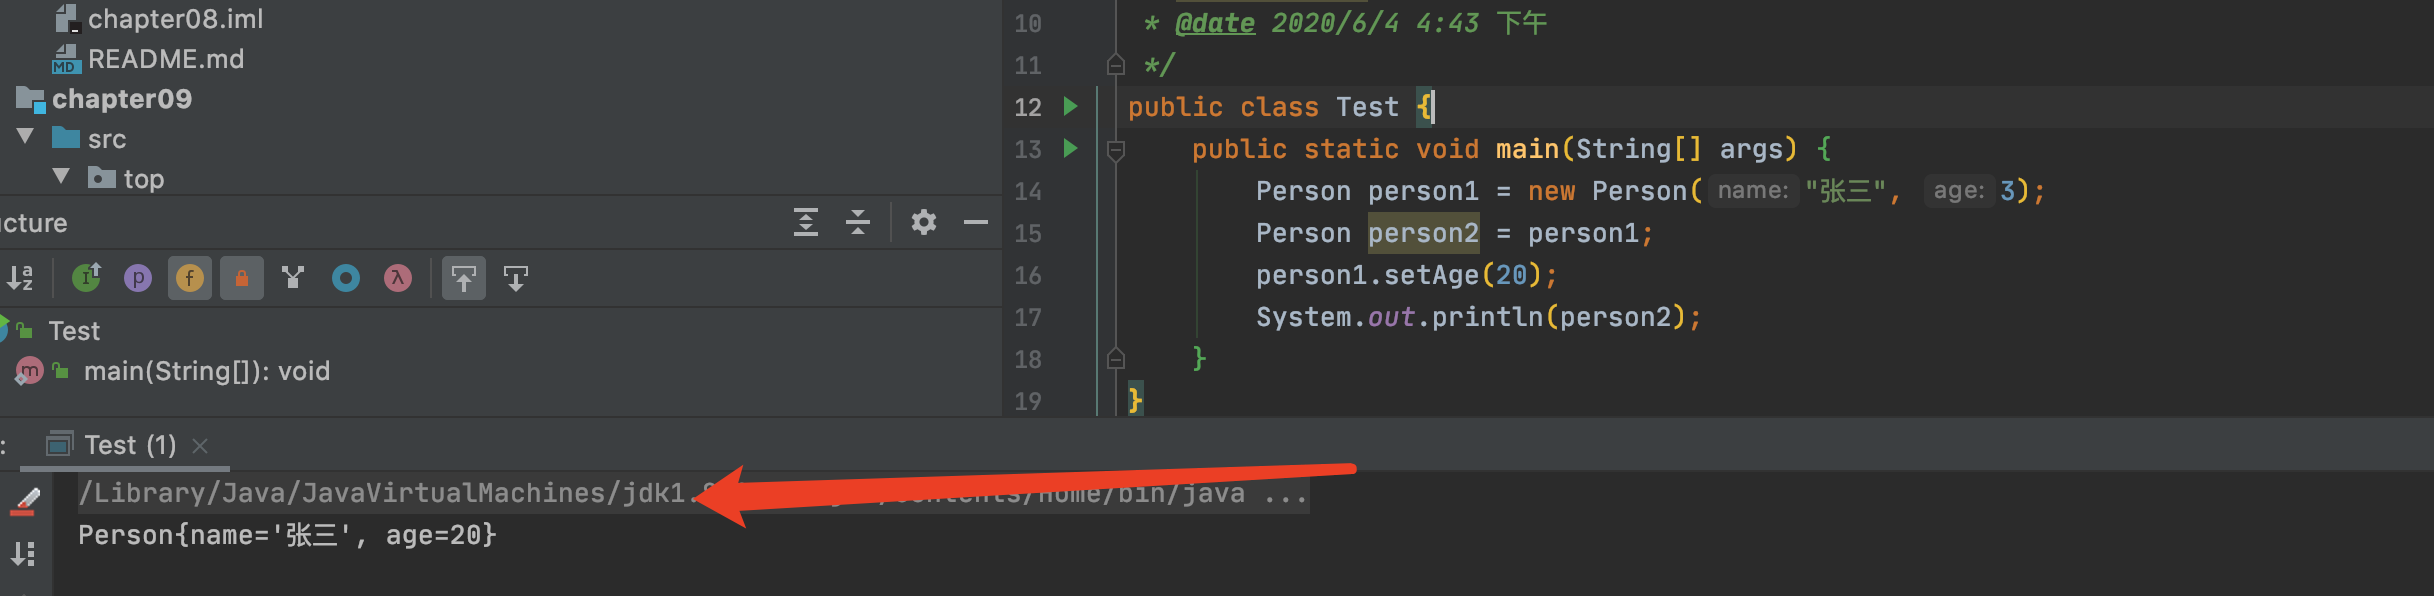 chapter08.iml
MD README.md
chapter09
src
top
cture
Test
main(String[]): void
10 * @date 2020/6/4 4:43 下午
11 */
12 public class Test {
13 public static void main(String[] args) {
14 Person person1 = new Person( name: "张三", age: 3);
15 Person person2 = person1;
16 person1.setAge(20);
17 System.out.println(person2);
18 }
19 }
: Test (1)
/Library/Java/JavaVirtualMachines/jdk1. /Contents/Home/bin/java ...
Person{name='张三', age=20}